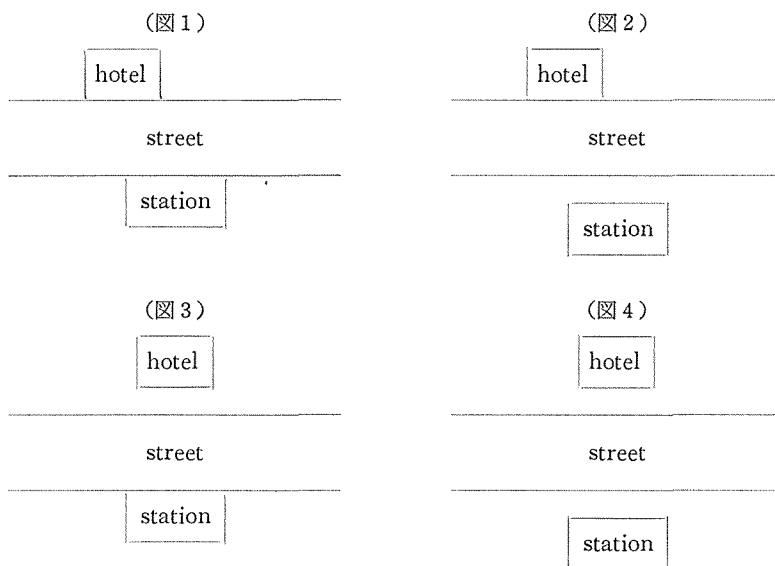 (図1)
hotel
street
station
(図2)
hotel
street
station
(図3)
hotel
street
station
(図4)
hotel
street
station